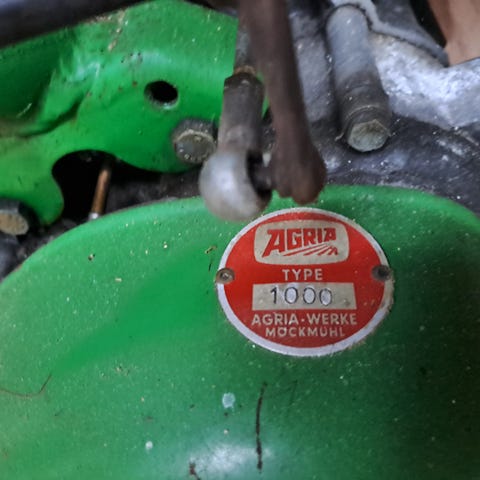 AGRIA
TYPE
1000
AGRIA-WERKE
MÖCKMÜHL